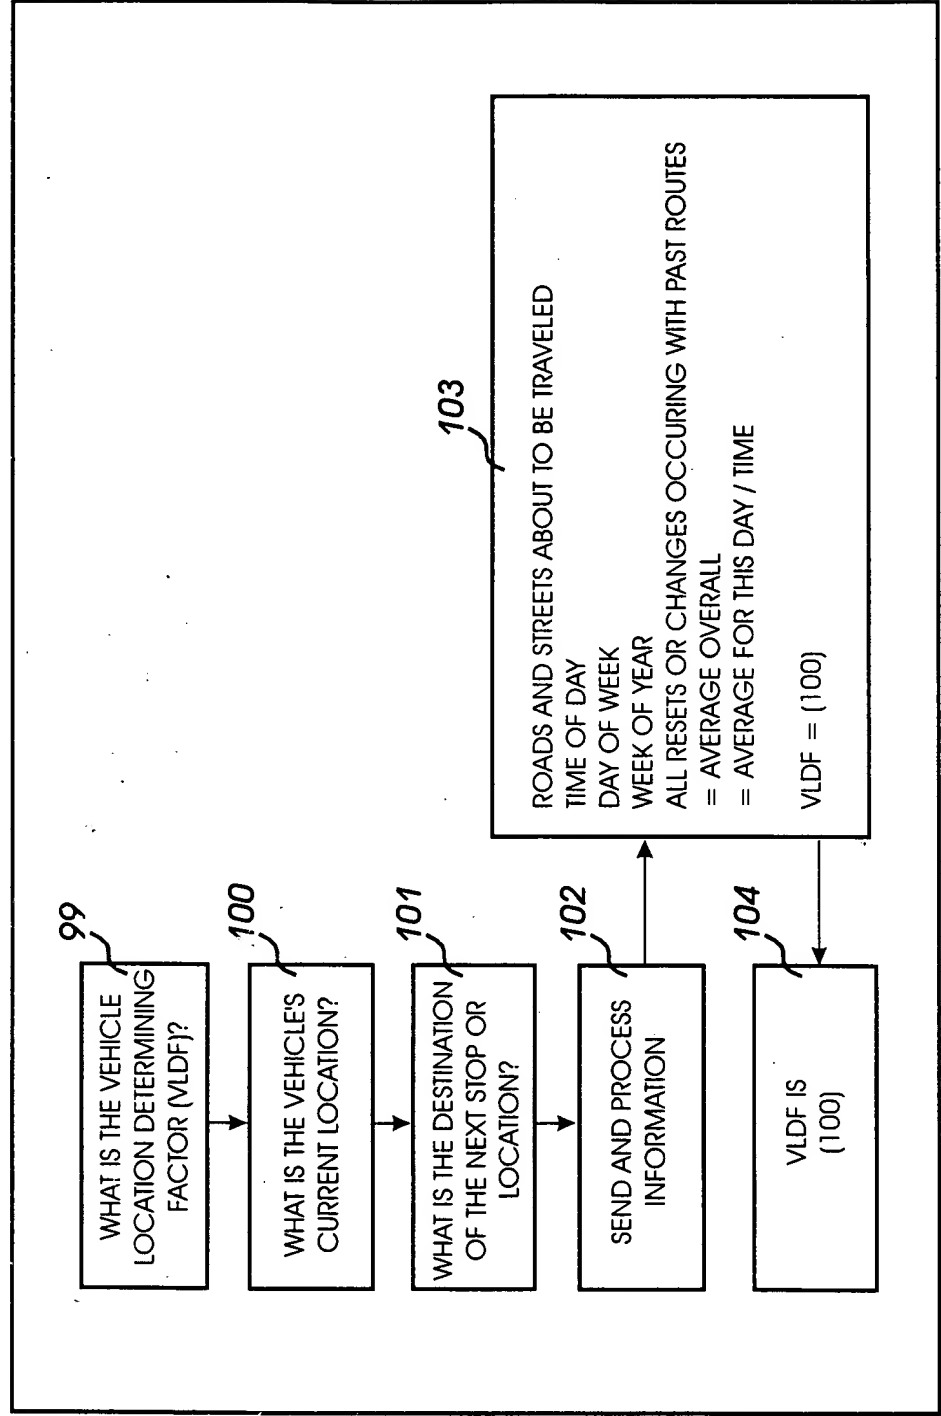 99
WHAT IS THE VEHICLE
LOCATION DETERMINING
FACTOR (VLDF)?
100
WHAT IS THE VEHICLE'S
CURRENT LOCATION?
101
WHAT IS THE DESTINATION
OF THE NEXT STOP OR
LOCATION?
102
SEND AND PROCESS
INFORMATION
103
ROADS AND STREETS ABOUT TO BE TRAVELED
TIME OF DAY
DAY OF WEEK
WEEK OF YEAR
ALL RESETS OR CHANGES OCCURING WITH PAST ROUTES
= AVERAGE OVERALL
= AVERAGE FOR THIS DAY / TIME
VLDF = (100)
104
VLDF IS
(100)